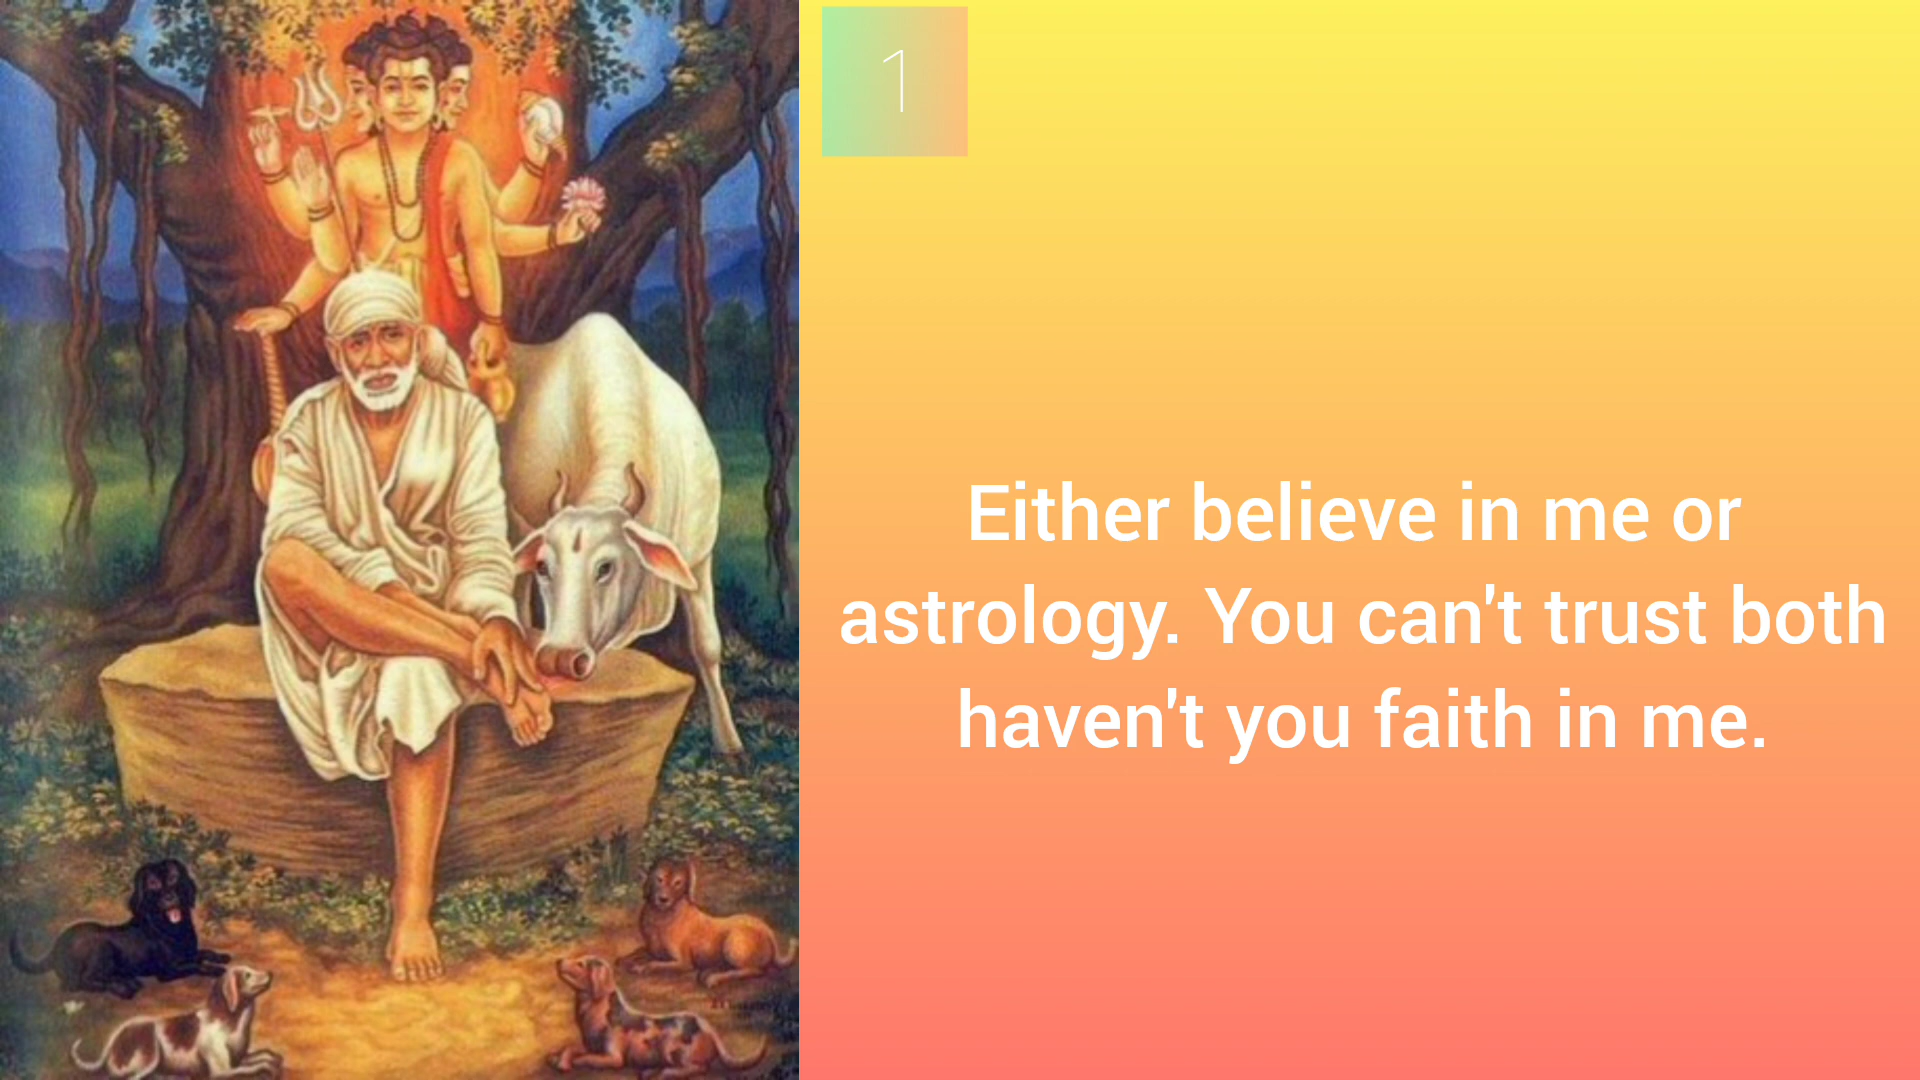 1
Either believe in me or
astrology. You can't trust both
haven't you faith in me.